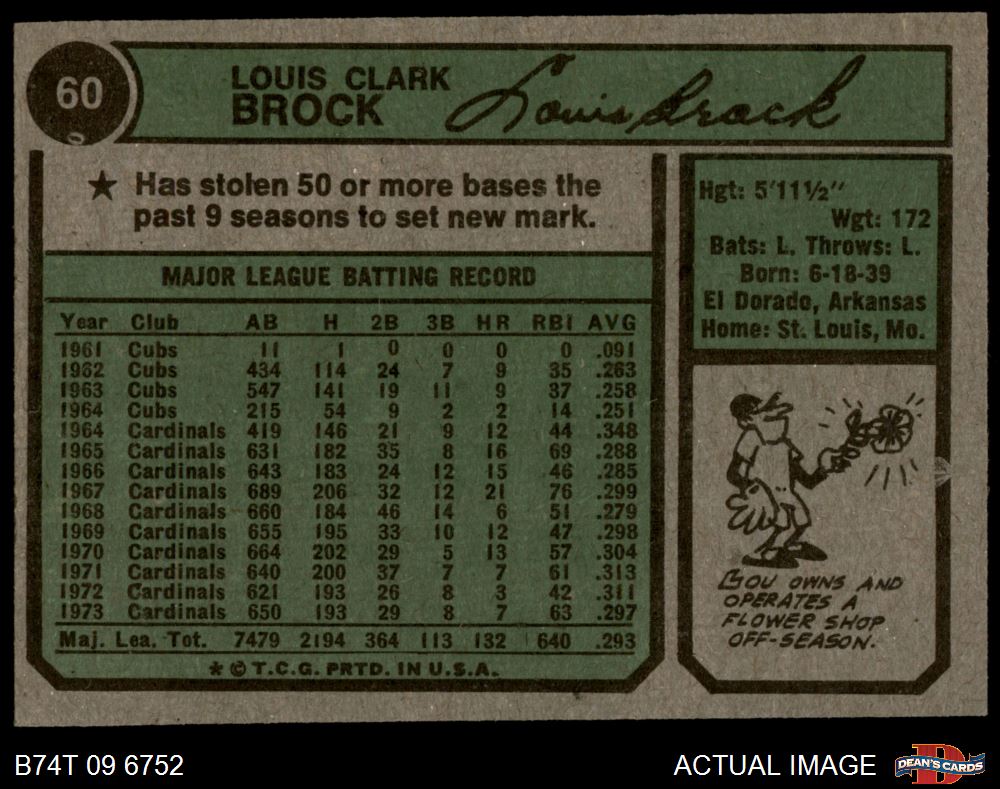 60
LOUIS CLARK
BROCK
Louis Brock
★ Has stolen 50 or more bases the
past 9 seasons to set new mark.
MAJOR LEAGUE BATTING RECORD
Year Club AB H 2B 3B HR RBI AVG
1961 Cubs 11 1 0 0 0 0 .091
1962 Cubs 434 114 24 7 9 35 .263
1963 Cubs 547 141 19 11 9 37 .258
1964 Cubs 215 54 9 2 2 14 .251
1964 Cardinals 419 146 21 9 12 44 .348
1965 Cardinals 631 182 35 8 16 69 .288
1966 Cardinals 643 183 24 12 15 46 .285
1967 Cardinals 689 206 32 12 21 76 .299
1968 Cardinals 660 184 46 14 6 51 .279
1969 Cardinals 655 195 33 10 12 47 .298
1970 Cardinals 664 202 29 5 13 57 .304
1971 Cardinals 640 200 37 7 7 61 .313
1972 Cardinals 621 193 26 8 3 42 .311
1973 Cardinals 650 193 29 8 7 63 .297
Maj. Lea. Tot. 7479 2194 364 113 132 640 .293
* © T.C.G. PRTD. IN U.S.A.
Hgt: 5'11½"
Wgt: 172
Bats: L. Throws: L.
Born: 6-18-39
El Dorado, Arkansas
Home: St. Louis, Mo.
LOU OWNS AND
OPERATES A
FLOWER SHOP
OFF-SEASON.
B74T 09 6752
ACTUAL IMAGE
DEAN'S CARDS